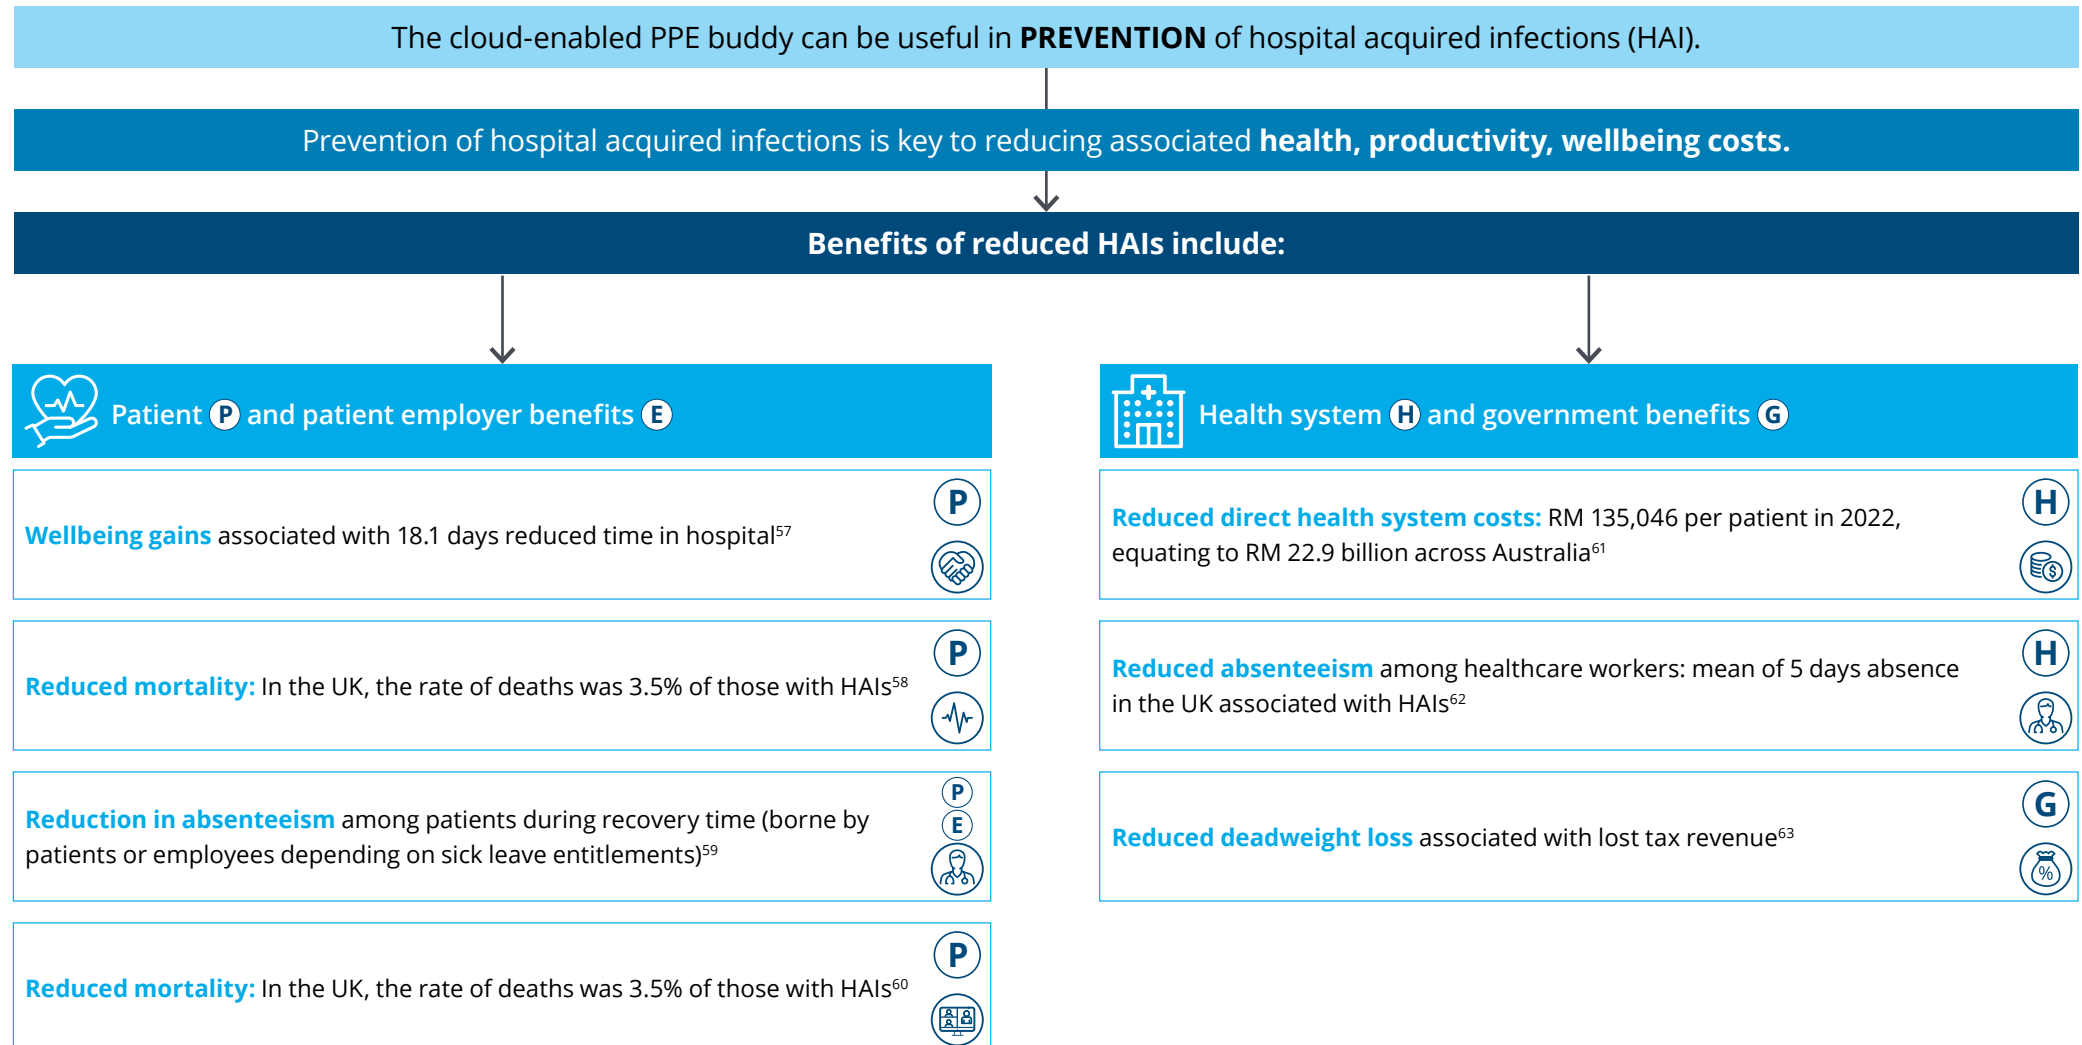 The cloud-enabled PPE buddy can be useful in PREVENTION of hospital acquired infections (HAI).
Prevention of hospital acquired infections is key to reducing associated health, productivity, wellbeing costs.
Benefits of reduced HAIs include:
Patient P and patient employer benefits E
Wellbeing gains associated with 18.1 days reduced time in hospital57
P
Reduced mortality: In the UK, the rate of deaths was 3.5% of those with HAIs58
P
Reduction in absenteeism among patients during recovery time (borne by
patients or employees depending on sick leave entitlements)59
P
E
Reduced mortality: In the UK, the rate of deaths was 3.5% of those with HAIs60
P
Health system H and government benefits G
Reduced direct health system costs: RM 135,046 per patient in 2022,
equating to RM 22.9 billion across Australia61
H
$
Reduced absenteeism among healthcare workers: mean of 5 days absence
in the UK associated with HAIs62
H
Reduced deadweight loss associated with lost tax revenue63
G
%